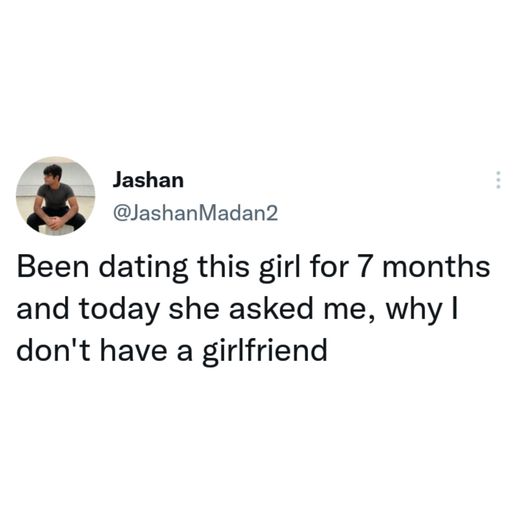 Jashan
@JashanMadan2
Been dating this girl for 7 months
and today she asked me, why I
don't have a girlfriend